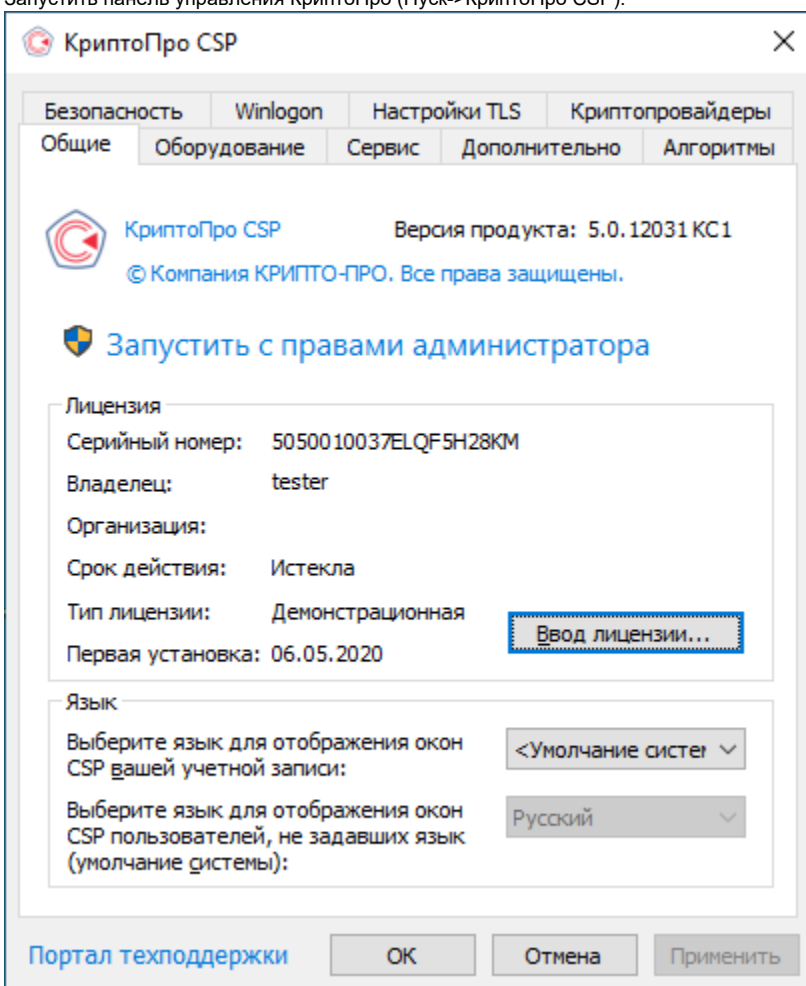 Запустить панель управления КриптоПро (Пуск->КриптоПро CSP).
КриптоПро CSP
Безопасность Winlogon Настройки TLS Криптопровайдеры
Общие Оборудование Сервис Дополнительно Алгоритмы
КриптоПро CSP Версия продукта: 5.0.12031 КС1
© Компания КРИПТО-ПРО. Все права защищены.
Запустить с правами администратора
Лицензия
Серийный номер: 5050010037ELQF5H28KM
Владелец: tester
Организация:
Срок действия: Истекла
Тип лицензии: Демонстрационная
Ввод лицензии...
Первая установка: 06.05.2020
Язык
Выберите язык для отображения окон
CSP вашей учетной записи:
<Умолчание систе
Выберите язык для отображения окон
CSP пользователей, не задавших язык
(умолчание системы):
Русский
Портал техподдержки ОК Отмена Применить